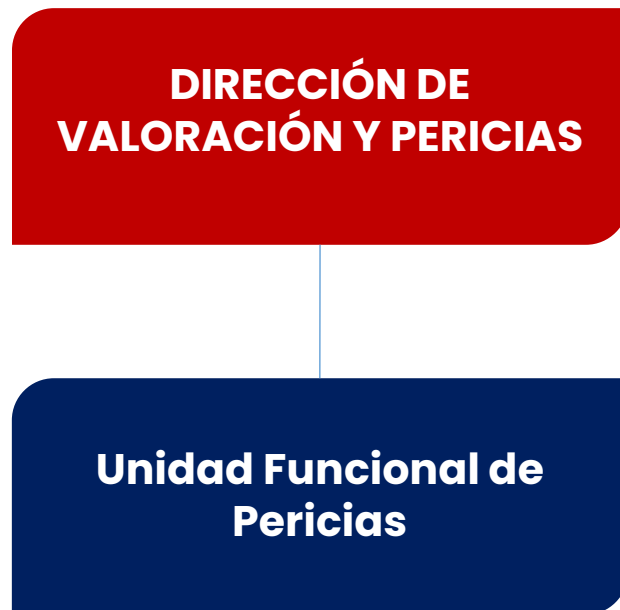 DIRECCIÓN DE
VALORACIÓN Y PERICIAS
Unidad Funcional de
Pericias